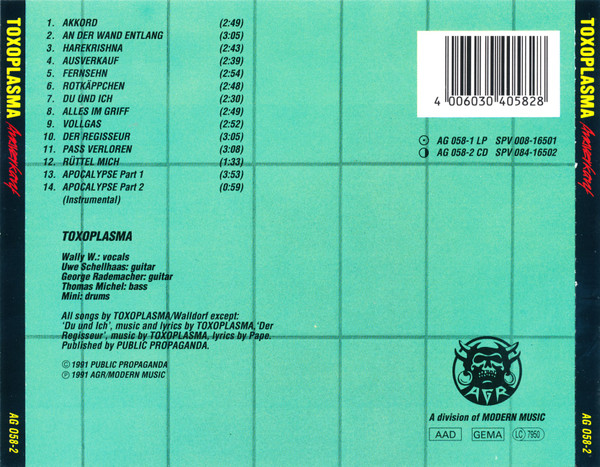 TOXOPLASMA
AG 058-2
1. AKKORD (2:49)
2. AN DER WAND ENTLANG (3:05)
3. HAREKRISHNA (2:43)
4. AUSVERKAUF (2:39)
5. FERNSEHN (2:54)
6. ROTKÄPPCHEN (2:48)
7. DU UND ICH (2:30)
8. ALLES IM GRIFF (2:49)
9. VOLLGAS (2:52)
10. DER REGISSEUR (3:05)
11. PASS VERLOREN (3:08)
12. RÜTTEL MICH (1:33)
13. APOCALYPSE Part 1 (3:53)
14. APOCALYPSE Part 2 (0:59)
(Instrumental)
TOXOPLASMA
Wally W.: vocals
Uwe Schellhaas: guitar
George Rademacher: guitar
Thomas Michel: bass
Mini: drums
All songs by TOXOPLASMA/Walldorf except:
'Du und Ich', music and lyrics by TOXOPLASMA,'Der
Regisseur', music by TOXOPLASMA, lyrics by Pape.
Published by PUBLIC PROPAGANDA.
© 1991 PUBLIC PROPAGANDA
℗ 1991 AGR/MODERN MUSIC
4 006030 405828
AG 058-1 LP SPV 008-16501
AG 058-2 CD SPV 084-16502
AGR
A division of MODERN MUSIC
AAD GEMA LC 7950
TOXOPLASMA
AG 058-2